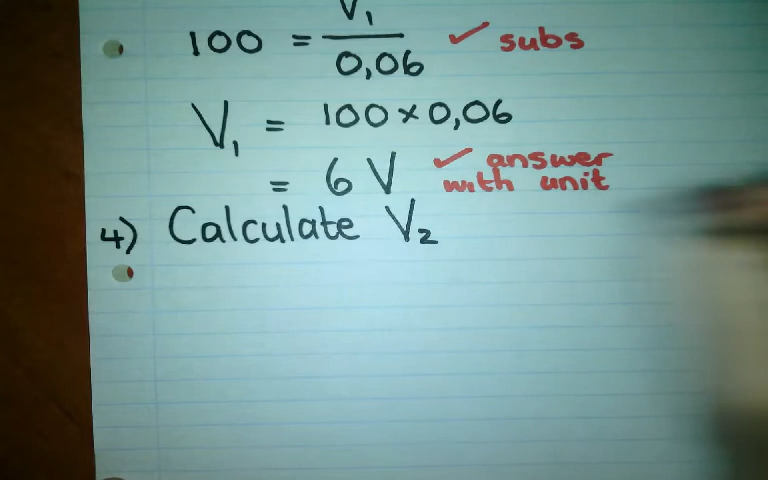 100 = V₁ / 0,06 ✓ subs
V₁ = 100 × 0,06
= 6 V ✓ answer with unit
4) Calculate V₂